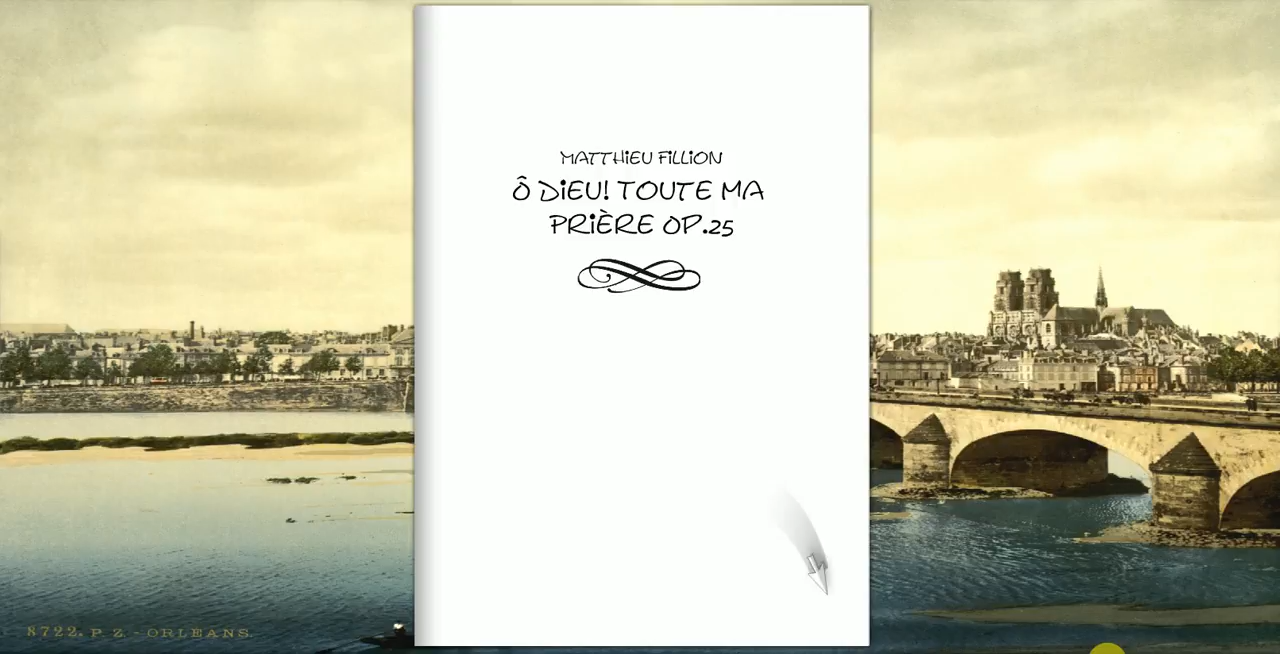 MATTHiEU FiLLiON
Ô DiEU! TOUTE MA
PRiÈRE OP.25
8722. P. Z. - ORLEANS.